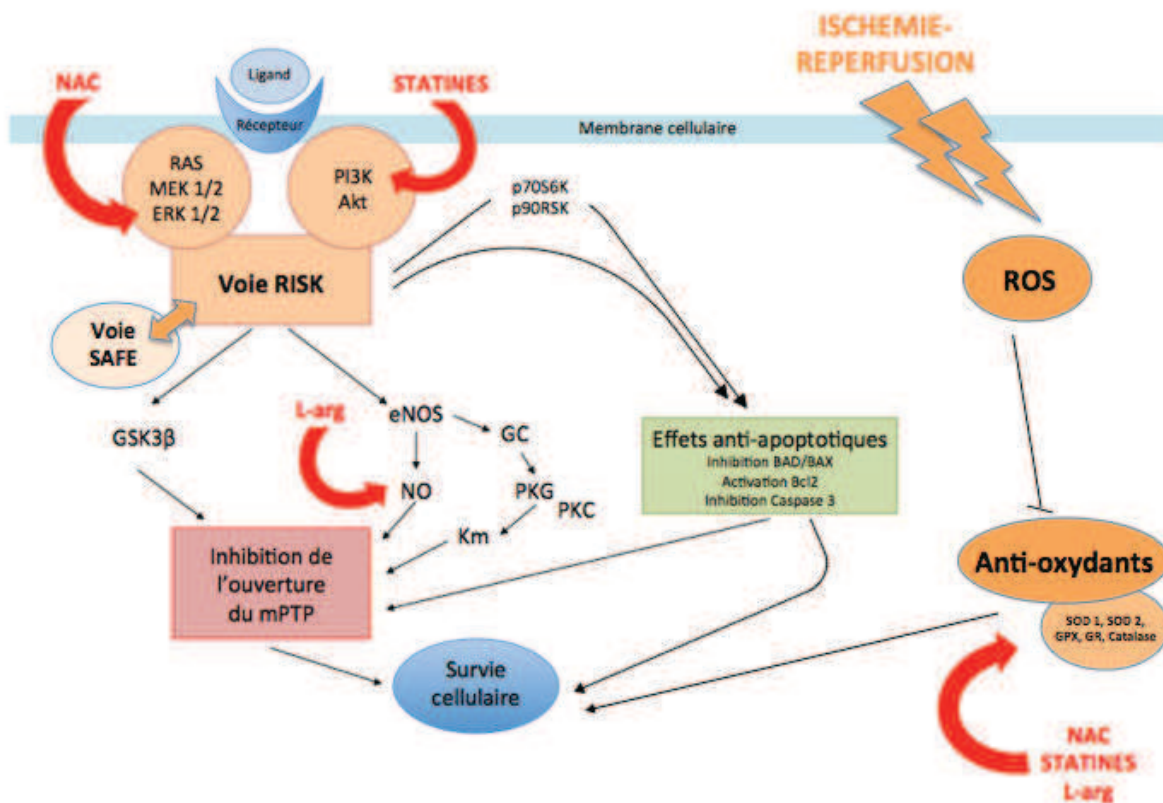 ISCHEMIE-
REPERFUSION
NAC
Ligand
STATINES
Récepteur
Membrane cellulaire
RAS
MEK 1/2
ERK 1/2
PI3K
Akt
p70S6K
p90RSK
Voie RISK
ROS
Voie
SAFE
L-arg
eNOS
GC
GSK3β
NO
PKG
PKC
Km
Effets anti-apoptotiques
Inhibition BAD/BAX
Activation Bcl2
Inhibition Caspase 3
Inhibition de
l'ouverture
du mPTP
Anti-oxydants
SOD 1, SOD 2,
GPX, GR, Catalase
Survie
cellulaire
NAC
STATINES
L-arg